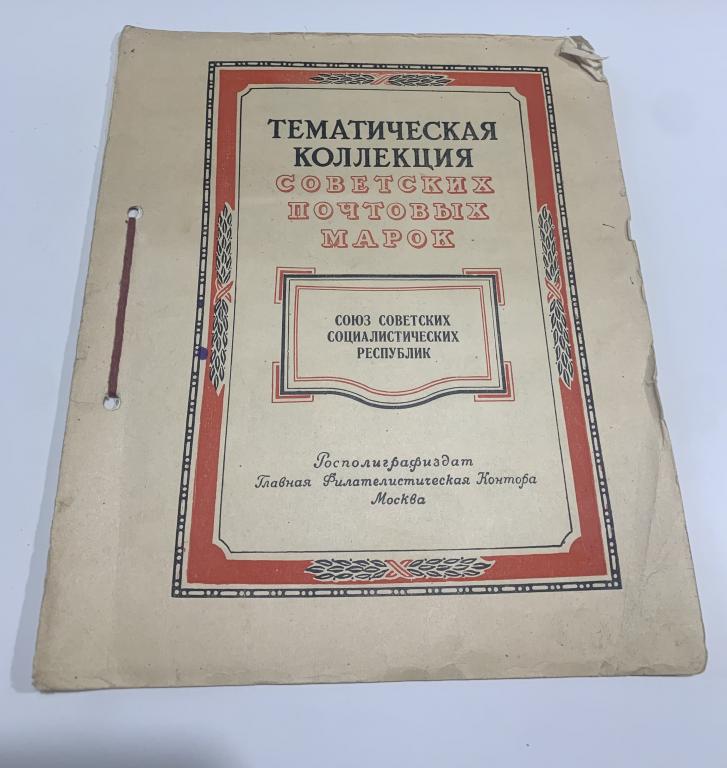 ТЕМАТИЧЕСКАЯ
КОЛЛЕКЦИЯ
СОВЕТСКИХ
ПОЧТОВЫХ
МАРОК
СОЮЗ СОВЕТСКИХ
СОЦИАЛИСТИЧЕСКИХ
РЕСПУБЛИК
Росполиграфиздат
Главная Филателистическая Контора
Москва